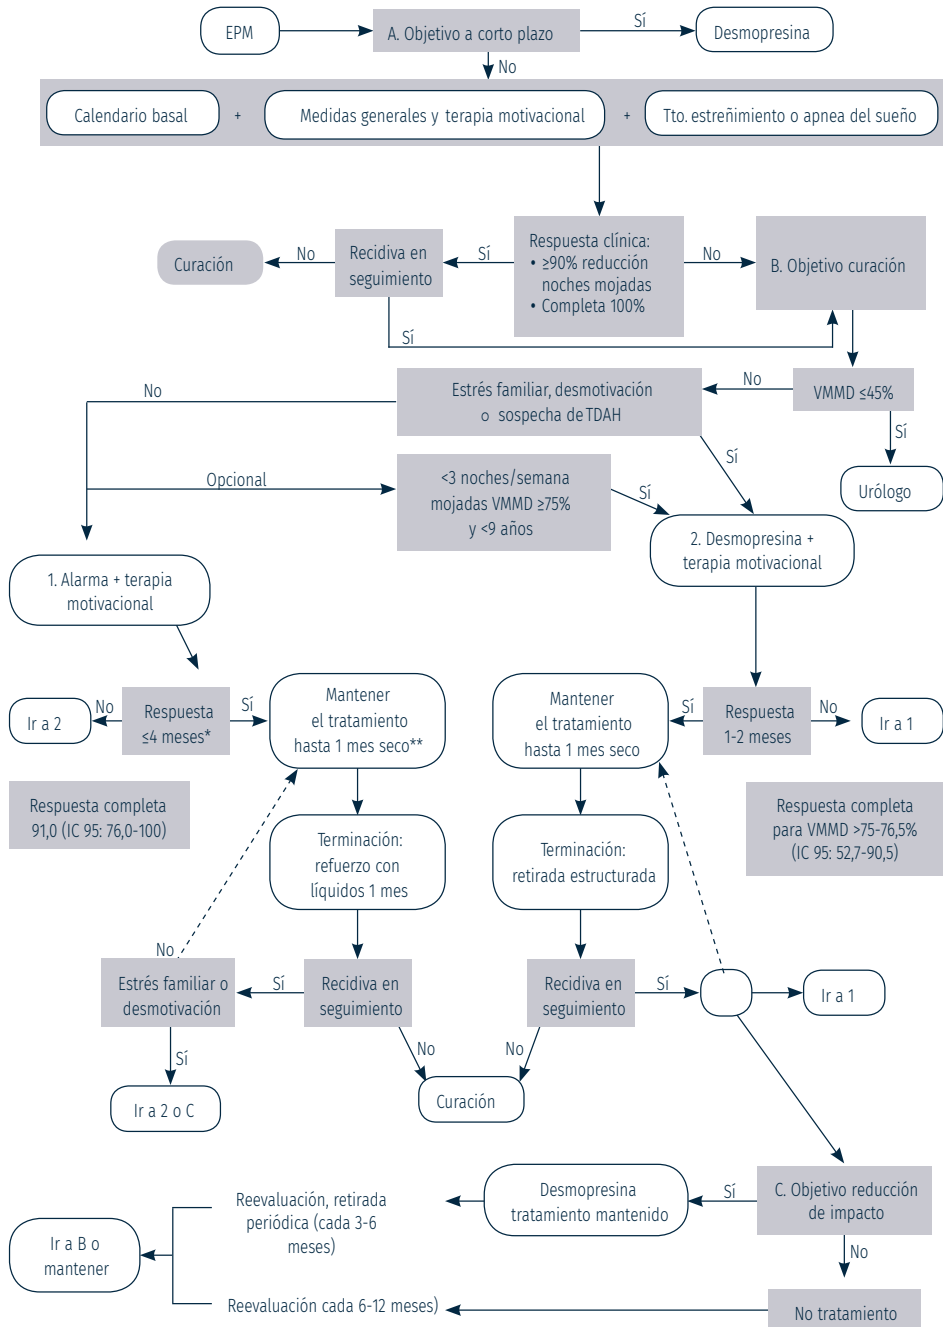 EPM
A. Objetivo a corto plazo
Sí
Desmopresina
No
Calendario basal
+
Medidas generales y terapia motivacional
+
Tto. estreñimiento o apnea del sueño
Curación
No
Recidiva en
seguimiento
Sí
Respuesta clínica:
• ≥90% reducción
noches mojadas
• Completa 100%
No
B. Objetivo curación
Sí
No
Estrés familiar, desmotivación
o sospecha de TDAH
No
VMMD ≤45%
Sí
Urólogo
Sí
Opcional
<3 noches/semana
mojadas VMMD ≥75%
y <9 años
Sí
2. Desmopresina +
terapia motivacional
1. Alarma + terapia
motivacional
Ir a 2
No
Respuesta
≤4 meses*
Sí
Mantener
el tratamiento
hasta 1 mes seco**
Mantener
el tratamiento
hasta 1 mes seco
Sí
Respuesta
1-2 meses
No
Ir a 1
Respuesta completa
91,0 (IC 95: 76,0-100)
Respuesta completa
para VMMD >75-76,5%
(IC 95: 52,7-90,5)
Terminación:
refuerzo con
líquidos 1 mes
Terminación:
retirada estructurada
No
Estrés familiar o
desmotivación
Sí
Recidiva en
seguimiento
Recidiva en
seguimiento
Sí
Ir a 1
Sí
No
No
Ir a 2 o C
Curación
C. Objetivo reducción
de impacto
Sí
Desmopresina
tratamiento mantenido
Reevaluación, retirada
periódica (cada 3-6
meses)
Ir a B o
mantener
No
Reevaluación cada 6-12 meses)
No tratamiento